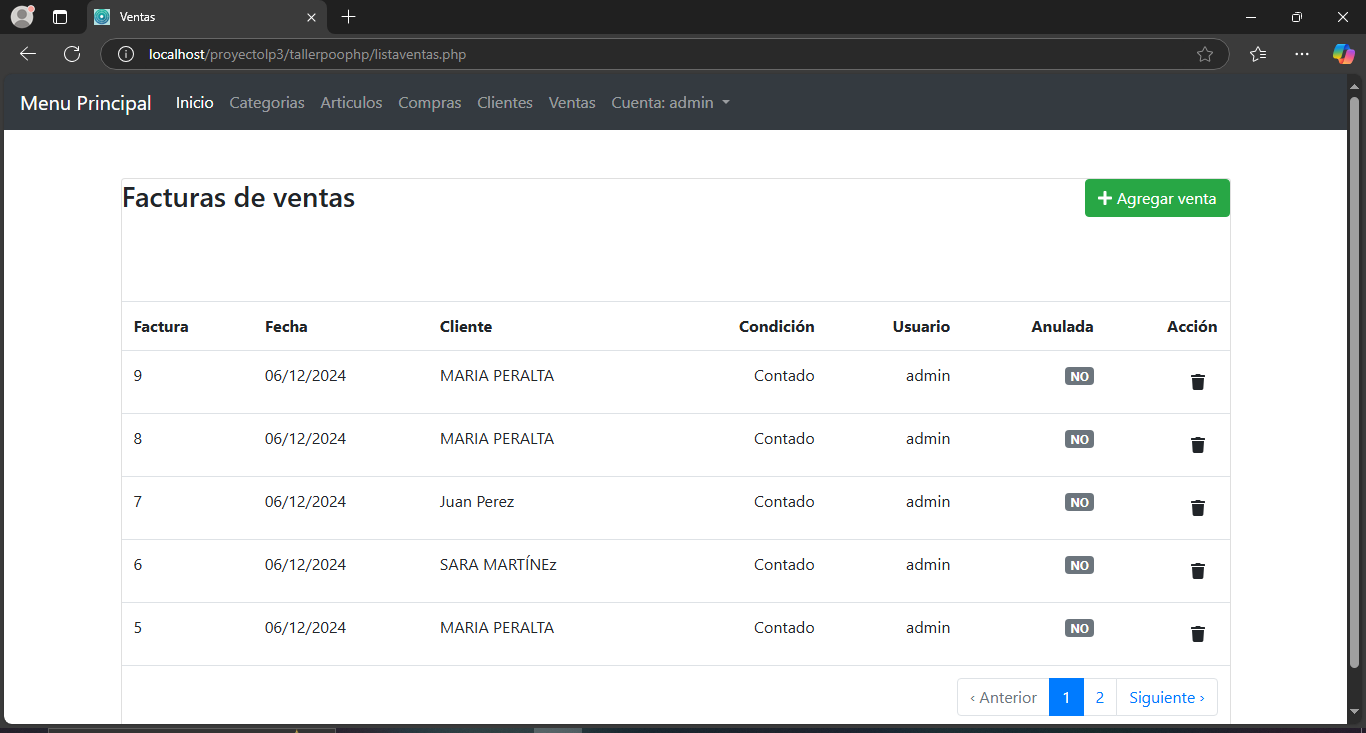 Ventas
localhost/proyectolp3/tallerpoophp/listaventas.php
Menu Principal Inicio Categorias Articulos Compras Clientes Ventas Cuenta: admin
Facturas de ventas Agregar venta
Factura Fecha Cliente Condición Usuario Anulada Acción
9 06/12/2024 MARIA PERALTA Contado admin NO
8 06/12/2024 MARIA PERALTA Contado admin NO
7 06/12/2024 Juan Perez Contado admin NO
6 06/12/2024 SARA MARTÍNEz Contado admin NO
5 06/12/2024 MARIA PERALTA Contado admin NO
‹ Anterior 1 2 Siguiente ›